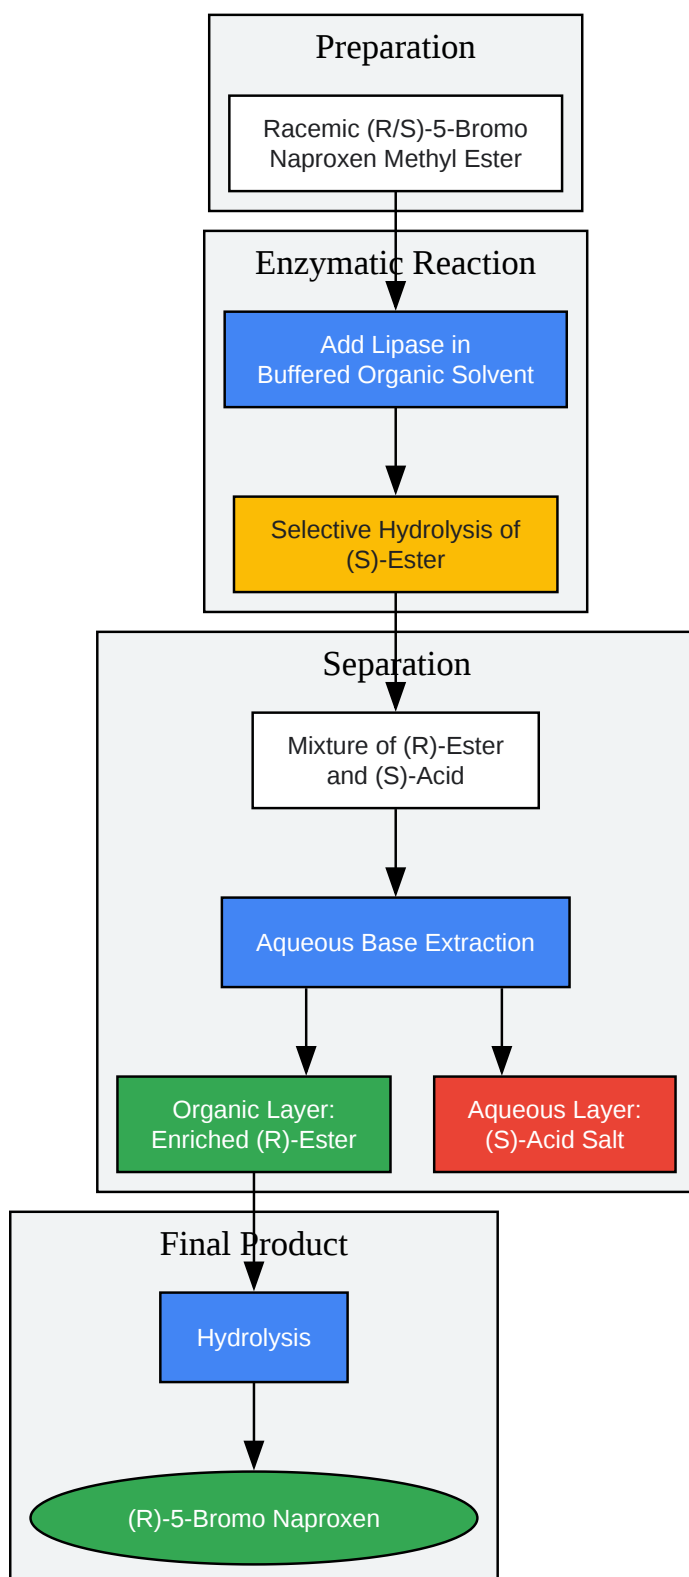 Preparation
Racemic (R/S)-5-Bromo
Naproxen Methyl Ester
Enzymatic Reaction
Add Lipase in
Buffered Organic Solvent
Selective Hydrolysis of
(S)-Ester
Separation
Mixture of (R)-Ester
and (S)-Acid
Aqueous Base Extraction
Organic Layer:
Enriched (R)-Ester
Aqueous Layer:
(S)-Acid Salt
Final Product
Hydrolysis
(R)-5-Bromo Naproxen